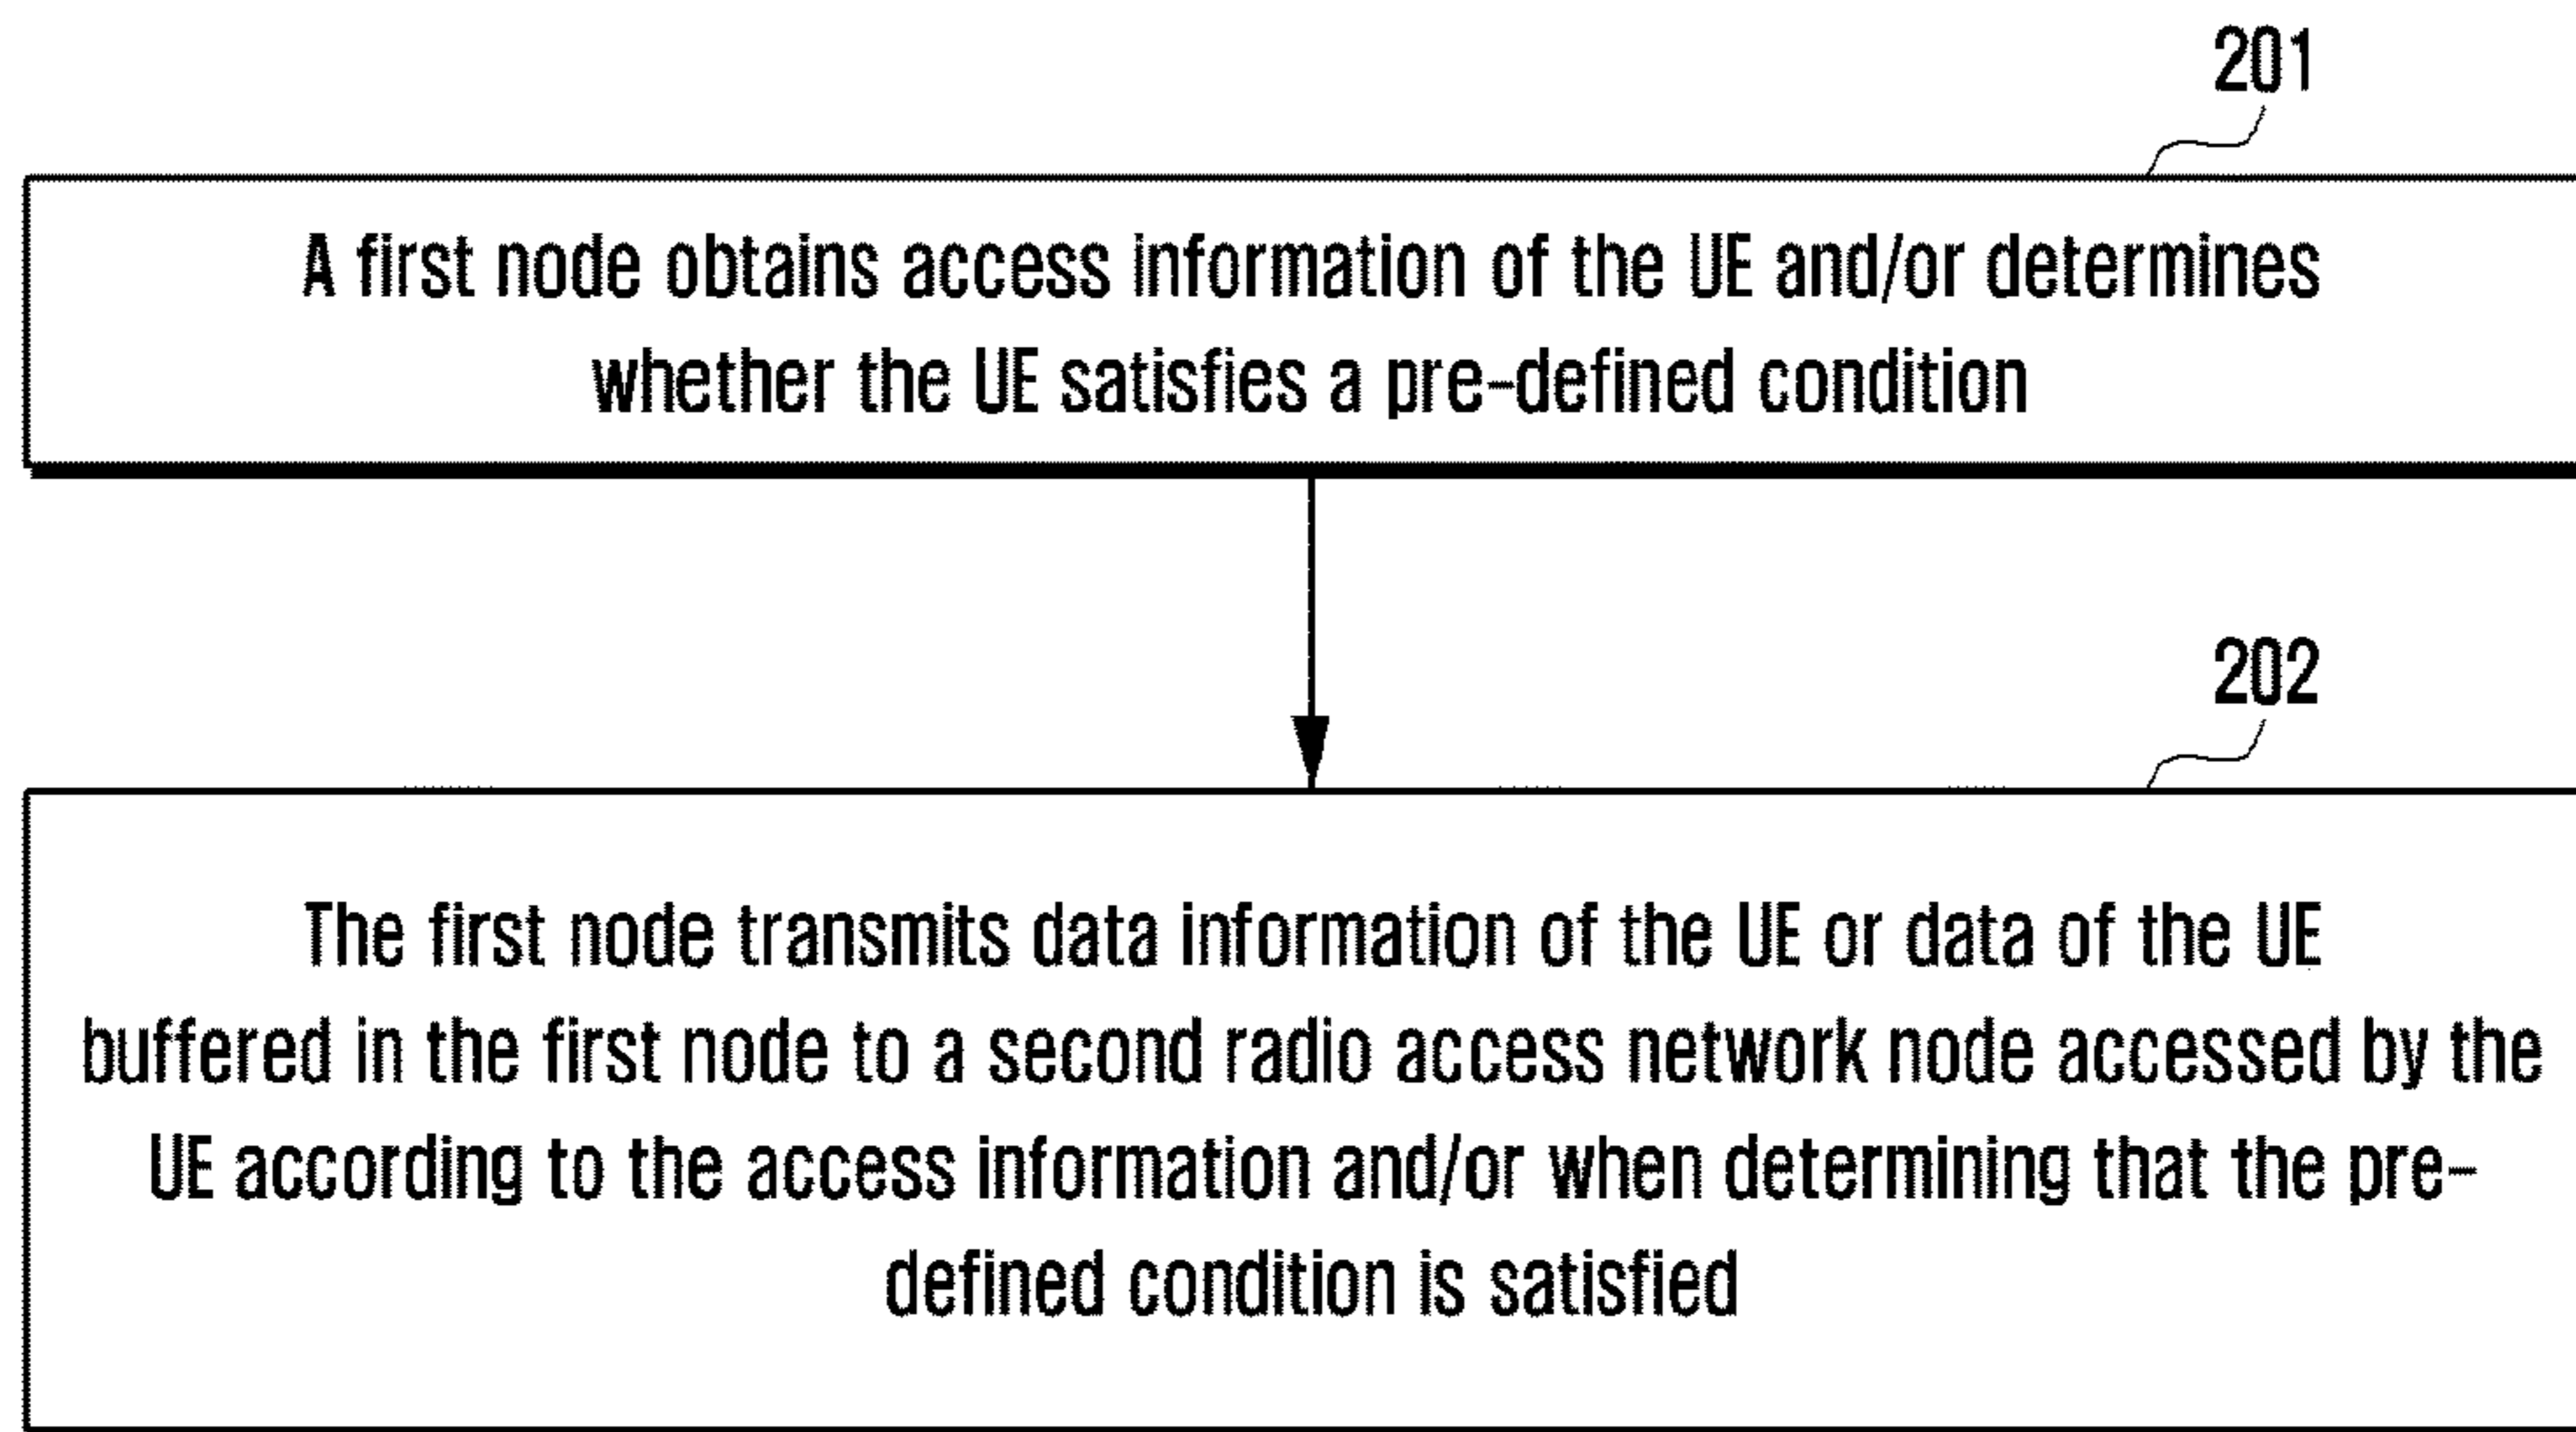 201
A first node obtains access information of the UE and/or determines
whether the UE satisfies a pre-defined condition
202
The first node transmits data information of the UE or data of the UE
buffered in the first node to a second radio access network node accessed by the
UE according to the access information and/or when determining that the pre-
defined condition is satisfied